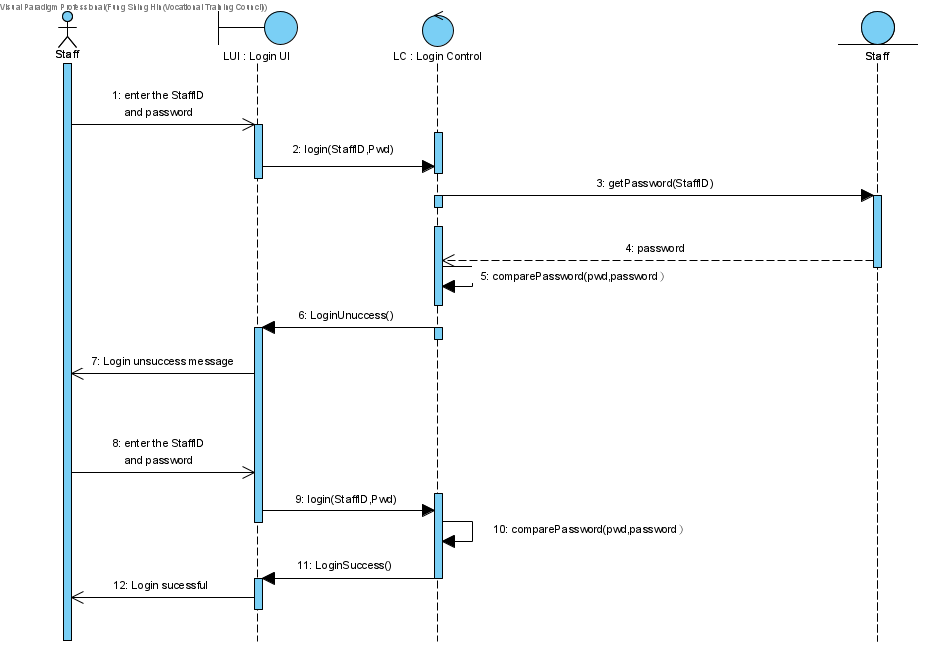 Visual Paradigm Professional(Fung Shing Hin(Vocational Training Council))
Staff
LUI : Login UI
LC : Login Control
Staff
1: enter the StaffID
and password
2: login(StaffID,Pwd)
3: getPassword(StaffID)
4: password
5: comparePassword(pwd,password）
6: LoginUnuccess()
7: Login unsuccess message
8: enter the StaffID
and password
9: login(StaffID,Pwd)
10: comparePassword(pwd,password）
11: LoginSuccess()
12: Login sucessful